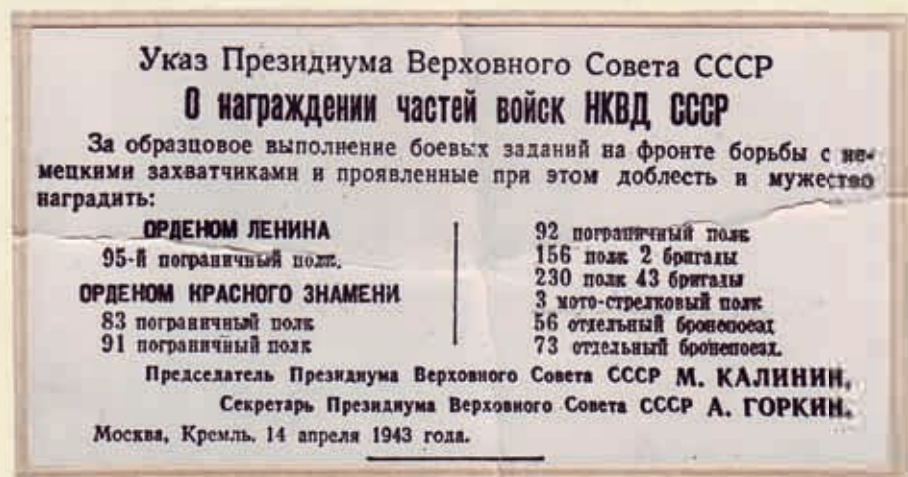 Указ Президиума Верховного Совета СССР
О награждении частей войск НКВД СССР
За образцовое выполнение боевых заданий на фронте борьбы с не-
мецкими захватчиками и проявленные при этом доблесть и мужество
наградить:
ОРДЕНОМ ЛЕНИНА
95-й пограничный полк.
ОРДЕНОМ КРАСНОГО ЗНАМЕНИ
83 пограничный полк
91 пограничный полк
92 пограничный полк
156 полк 2 бригады
230 полк 43 бригады
3 мото-стрелковый полк
56 отдельный бронепоезд
73 отдельный бронепоезд.
Председатель Президиума Верховного Совета СССР М. КАЛИНИН.
Секретарь Президиума Верховного Совета СССР А. ГОРКИН.
Москва, Кремль. 14 апреля 1943 года.